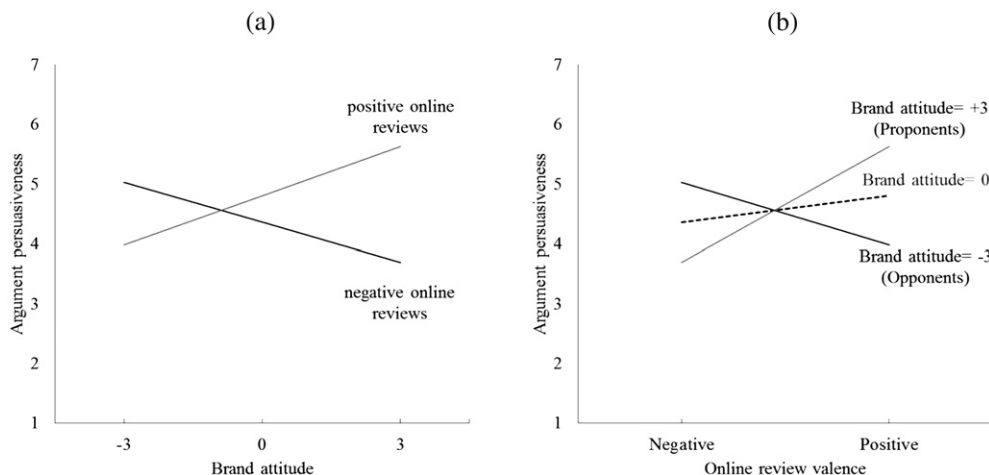 (a)
7
6
5
4
3
2
1
Argument persuasiveness
positive online
reviews
negative online
reviews
-3
0
3
Brand attitude
(b)
7
6
5
4
3
2
1
Argument persuasiveness
Brand attitude= +3
(Proponents)
Brand attitude= 0
Brand attitude= -3
(Opponents)
Negative
Positive
Online review valence